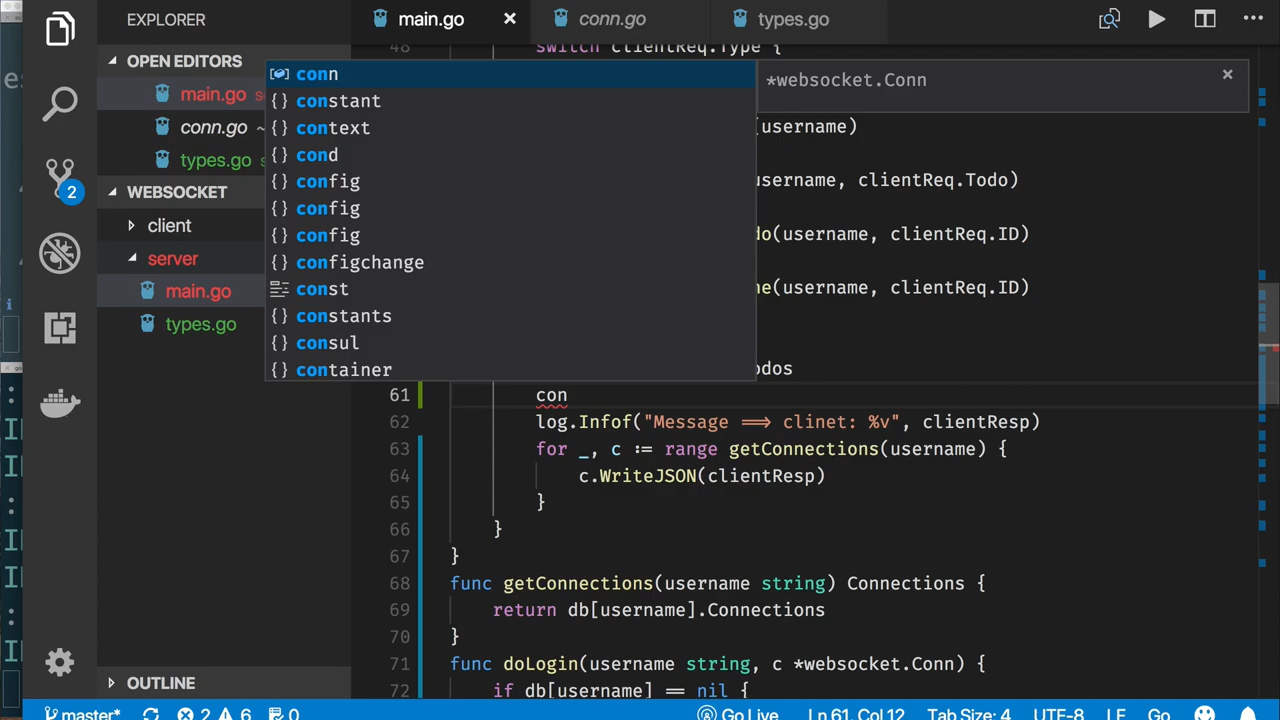 EXPLORER
OPEN EDITORS
main.go
conn.go ~
types.go
2
WEBSOCKET
client
server
main.go
types.go
OUTLINE
main.go
conn.go
types.go
48 switch clientReq.Type {
conn
constant
context
cond
config
config
config
configchange
const
constants
consul
container
*websocket.Conn
(username)
username, clientReq.Todo)
do(username, clientReq.ID)
ne(username, clientReq.ID)
odos
61 con
62 log.Infof("Message ==> clinet: %v", clientResp)
63 for _, c := range getConnections(username) {
64 c.WriteJSON(clientResp)
65 }
66 }
67 }
68 func getConnections(username string) Connections {
69 return db[username].Connections
70 }
71 func doLogin(username string, c *websocket.Conn) {
72 if db[username] == nil {
master* 2 6 0 Go Live Ln 61, Col 12 Tab Size: 4 UTF-8 LF Go